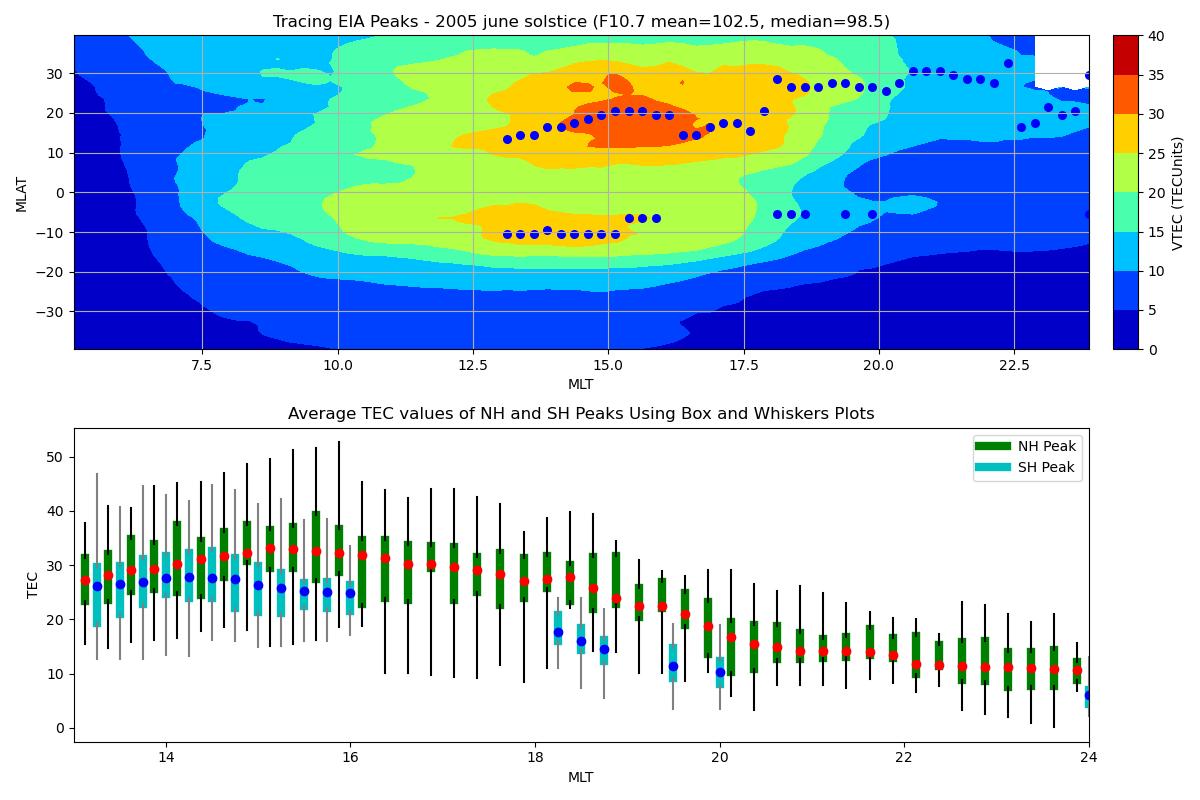 Tracing EIA Peaks - 2005 june solstice (F10.7 mean=102.5, median=98.5)
MLAT
30
20
10
0
−10
−20
−30
7.5 10.0 12.5 15.0 17.5 20.0 22.5
MLT
40
35
30
25
20
15
10
5
0
VTEC (TECUnits)
Average TEC values of NH and SH Peaks Using Box and Whiskers Plots
TEC
50
40
30
20
10
0
NH Peak
SH Peak
14 16 18 20 22 24
MLT